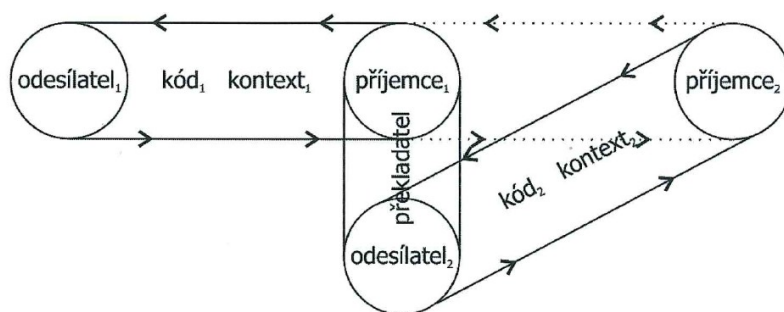 odesílatel₁ kód₁ kontext₁ příjemce₁ příjemce₂
překladatel
kód₂ kontext₂
odesílatel₂